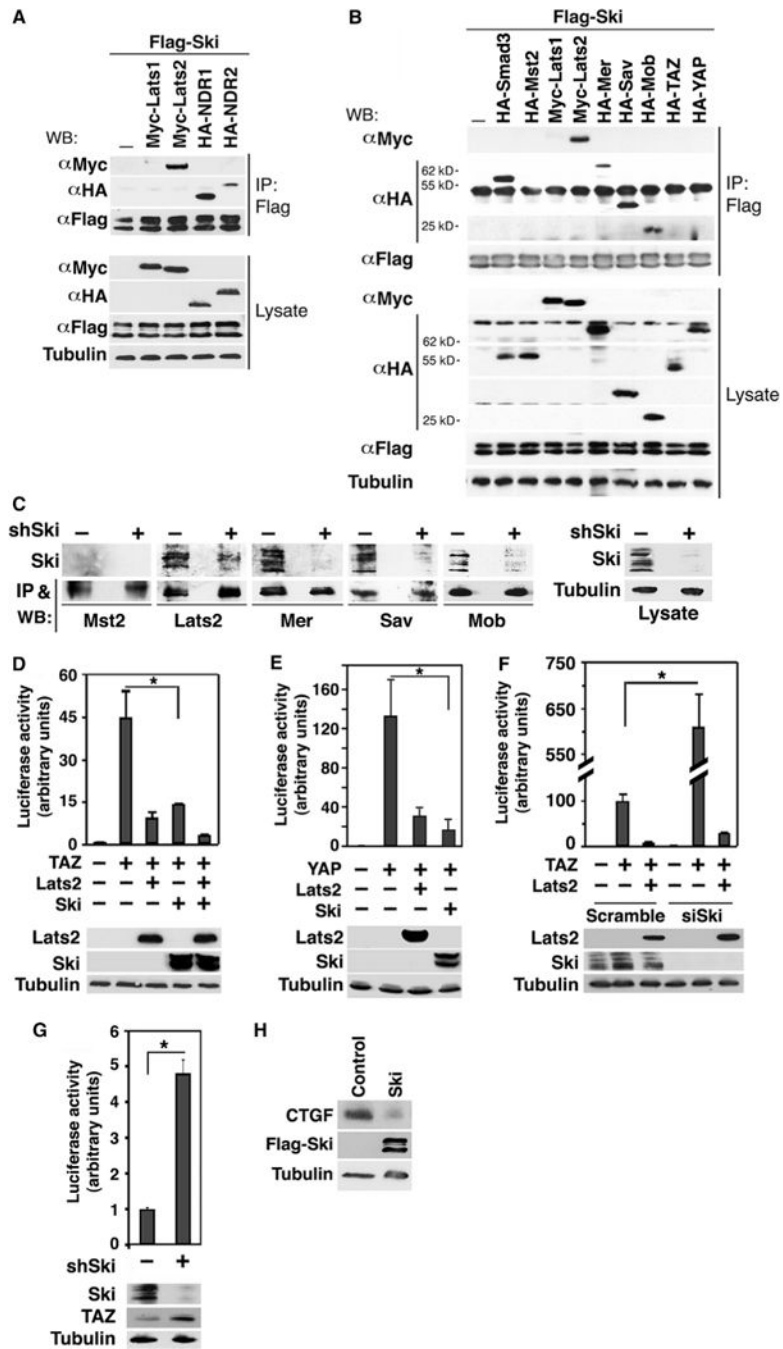 A
Flag-Ski
Myc-Lats1
Myc-Lats2
HA-NDR1
HA-NDR2
WB:
–
αMyc
αHA
αFlag
IP:
Flag
αMyc
αHA
αFlag
Tubulin
Lysate
B
Flag-Ski
HA-Smad3
HA-Mst2
Myc-Lats1
Myc-Lats2
HA-Mer
HA-Sav
HA-Mob
HA-TAZ
HA-YAP
WB:
–
αMyc
62 kD-
55 kD-
αHA
25 kD-
αFlag
IP:
Flag
αMyc
62 kD-
55 kD-
αHA
25 kD-
αFlag
Tubulin
Lysate
C
shSki – + – + – + – + – +
Ski
IP &
WB:
Mst2 Lats2 Mer Sav Mob
shSki – +
Ski
Tubulin
Lysate
D
Luciferase activity
(arbitrary units)
60
45
30
15
0
*
TAZ – + + + +
Lats2 – – + – +
Ski – – – + +
Lats2
Ski
Tubulin
E
Luciferase activity
(arbitrary units)
160
120
80
40
20
0
*
YAP – + + +
Lats2 – – + –
Ski – – – +
Lats2
Ski
Tubulin
F
Luciferase activity
(arbitrary units)
750
650
550
100
0
*
TAZ – + + – + +
Lats2 – – + – – +
Scramble siSki
Lats2
Ski
Tubulin
G
Luciferase activity
(arbitrary units)
6
5
4
3
2
1
0
*
shSki – +
Ski
TAZ
Tubulin
H
Control
Ski
CTGF
Flag-Ski
Tubulin